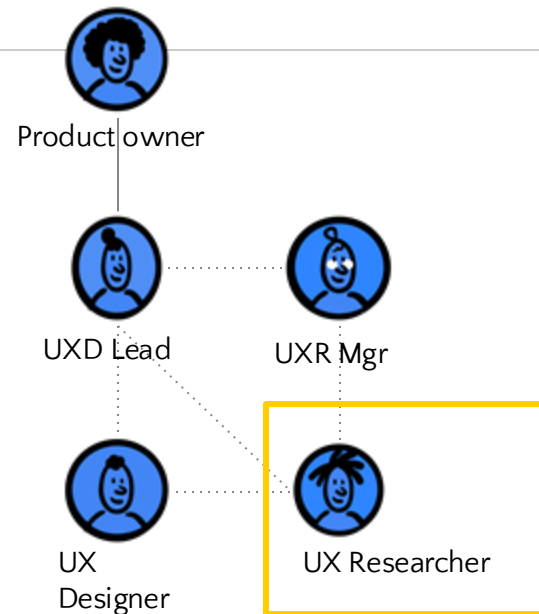 Product owner
UXD Lead
UXR Mgr
UX
Designer
UX Researcher